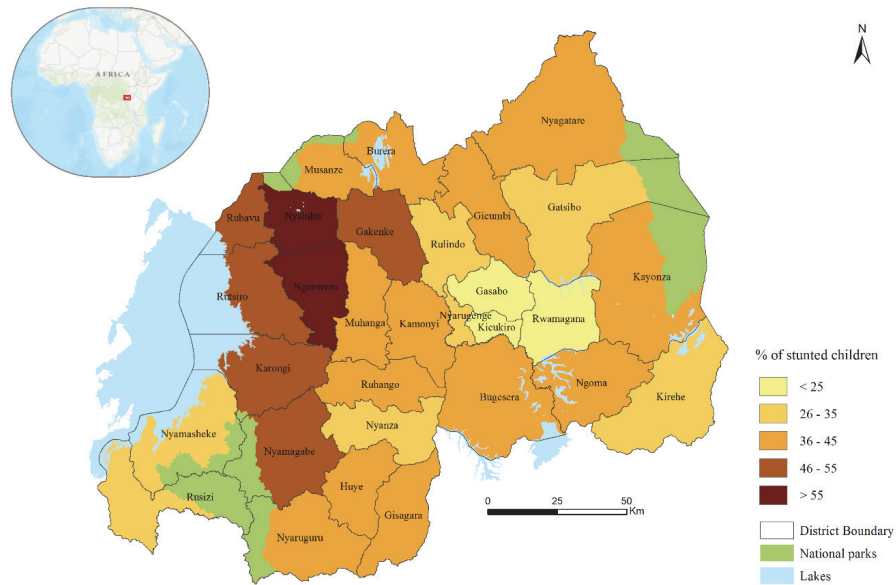 AFRICA
N
Nyagatare
Burera
Musanze
Gatsibo
Gicumbi
Rubavu
Nyabihu
Gakenke
Rulindo
Kayonza
Gasabo
Rutsiro
Ngororero
Nyarugenge
Rwamagana
Muhanga
Kamonyi
Kicukiro
Karongi
Ruhango
Bugesera
Ngoma
Kirehe
Nyamasheke
Nyanza
Nyamagabe
Rusizi
Huye
Gisagara
Nyaruguru
0 25 50
Km
% of stunted children
< 25
26 - 35
36 - 45
46 - 55
> 55
District Boundary
National parks
Lakes